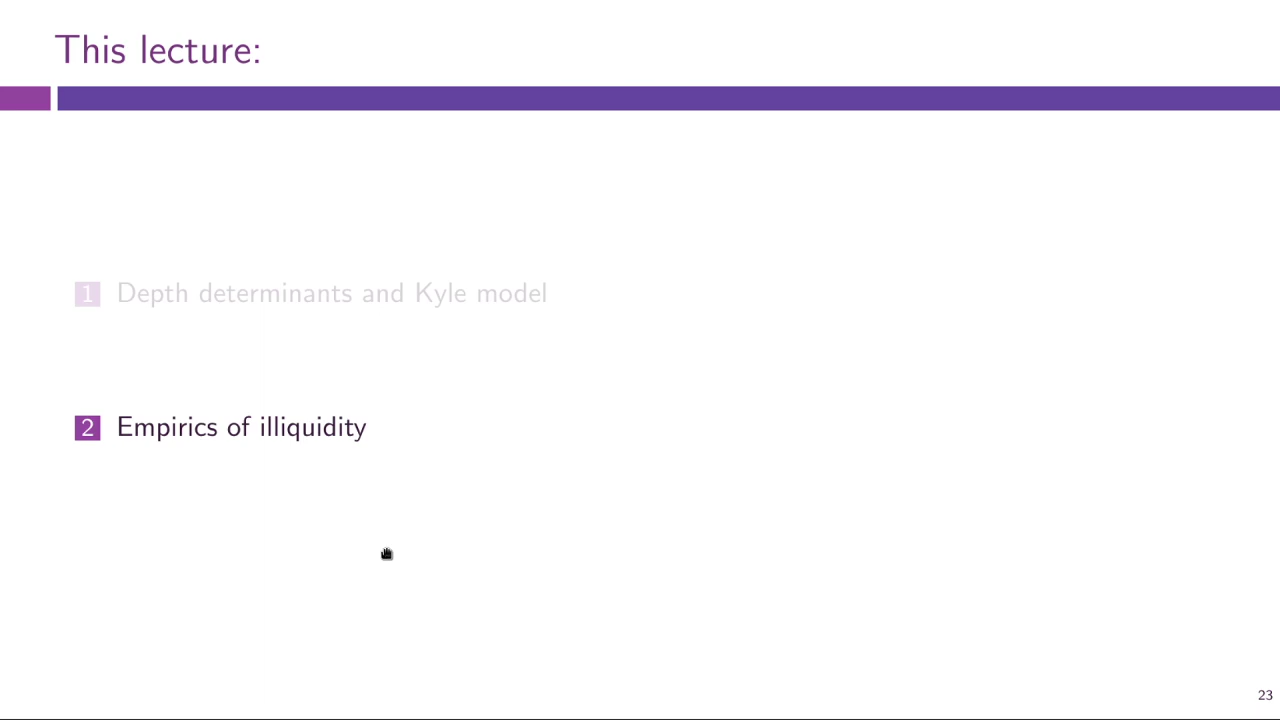 This lecture:
1 Depth determinants and Kyle model
2 Empirics of illiquidity
23